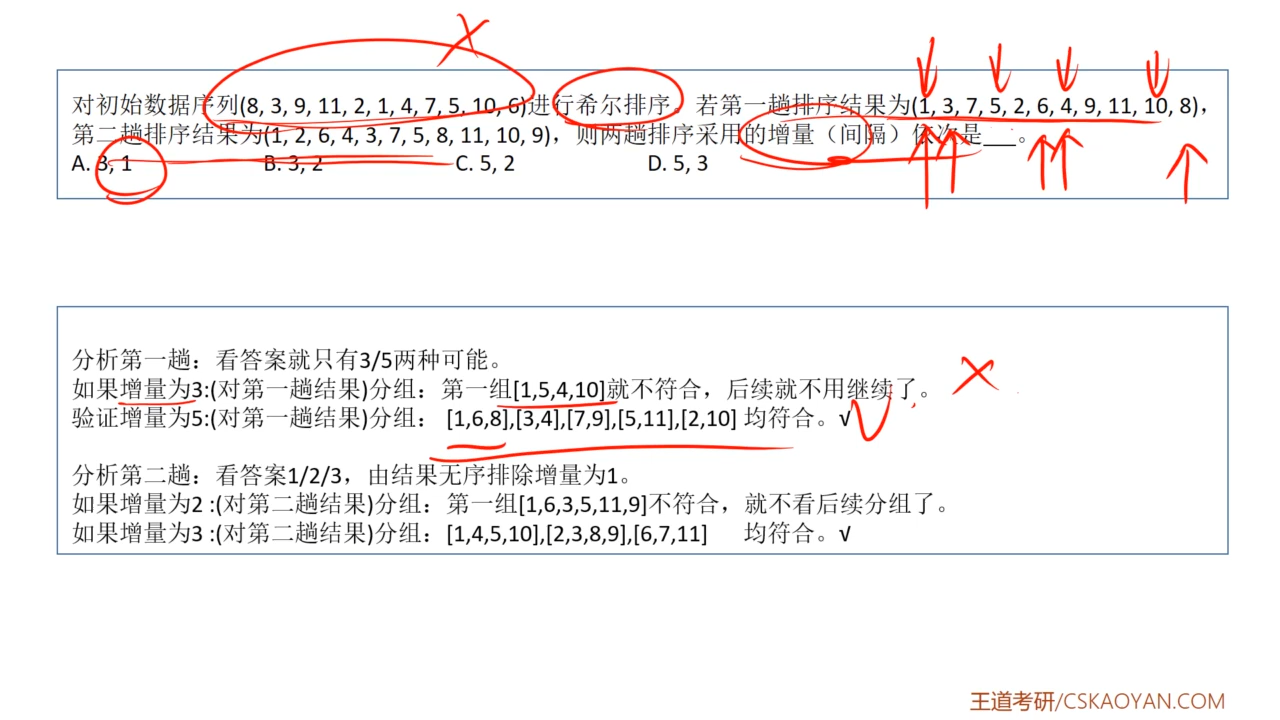 对初始数据序列(8, 3, 9, 11, 2, 1, 4, 7, 5, 10, 6)进行希尔排序。若第一趟排序结果为(1, 3, 7, 5, 2, 6, 4, 9, 11, 10, 8)，
第二趟排序结果为(1, 2, 6, 4, 3, 7, 5, 8, 11, 10, 9)，则两趟排序采用的增量（间隔）依次是___。
A. 3, 1 B. 3, 2 C. 5, 2 D. 5, 3
分析第一趟：看答案就只有3/5两种可能。
如果增量为3:(对第一趟结果)分组：第一组[1,5,4,10]就不符合，后续就不用继续了。
验证增量为5:(对第一趟结果)分组： [1,6,8],[3,4],[7,9],[5,11],[2,10] 均符合。√
分析第二趟：看答案1/2/3，由结果无序排除增量为1。
如果增量为2 :(对第二趟结果)分组：第一组[1,6,3,5,11,9]不符合，就不看后续分组了。
如果增量为3 :(对第二趟结果)分组：[1,4,5,10],[2,3,8,9],[6,7,11] 均符合。√
王道考研/CSKAOYAN.COM